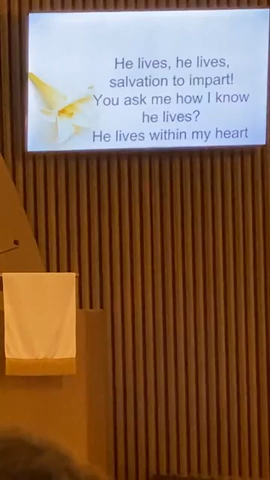 He lives, he lives,
salvation to impart!
You ask me how I know
he lives?
He lives within my heart